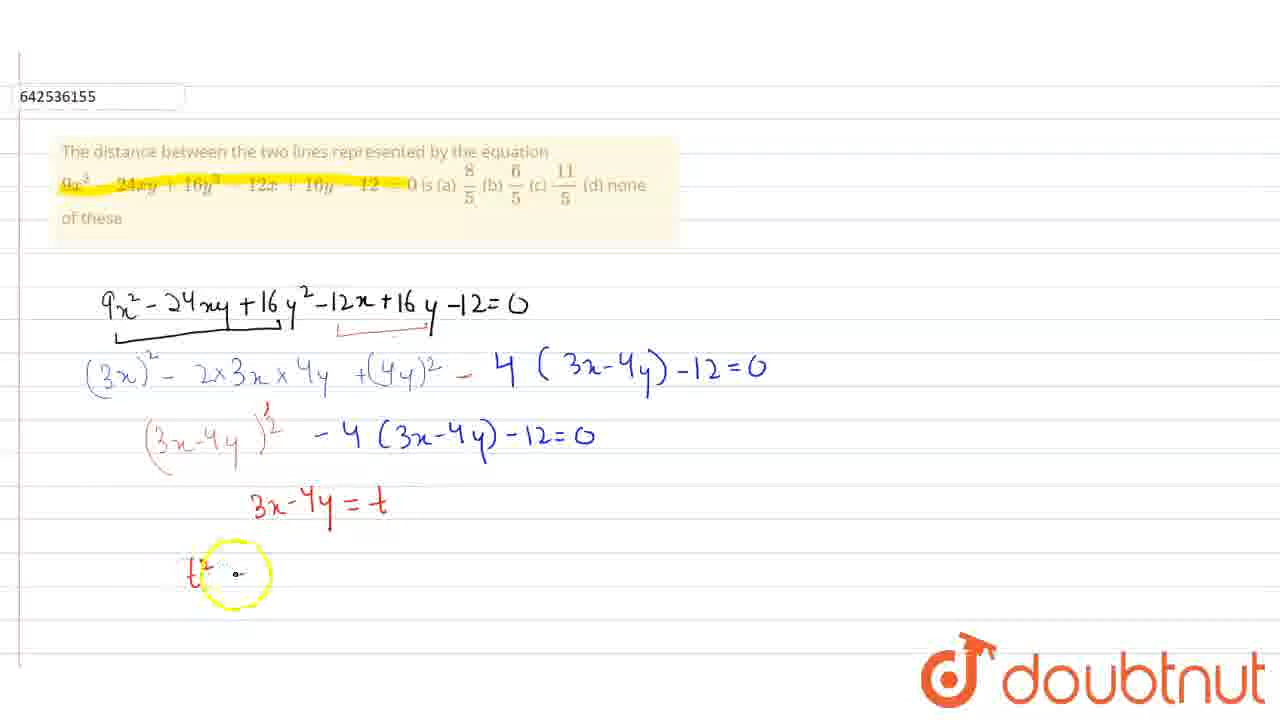 642536155
The distance between the two lines represented by the equation
9x² - 24xy + 16y² - 12x + 16y - 12 = 0 is (a) 8/5 (b) 6/5 (c) 11/5 (d) none
of these
9x² - 24xy + 16y² - 12x + 16y - 12 = 0
(3x)² - 2×3x×4y + (4y)² - 4(3x-4y) - 12 = 0
(3x-4y)² - 4(3x-4y) - 12 = 0
3x-4y = t
t²
doubtnut